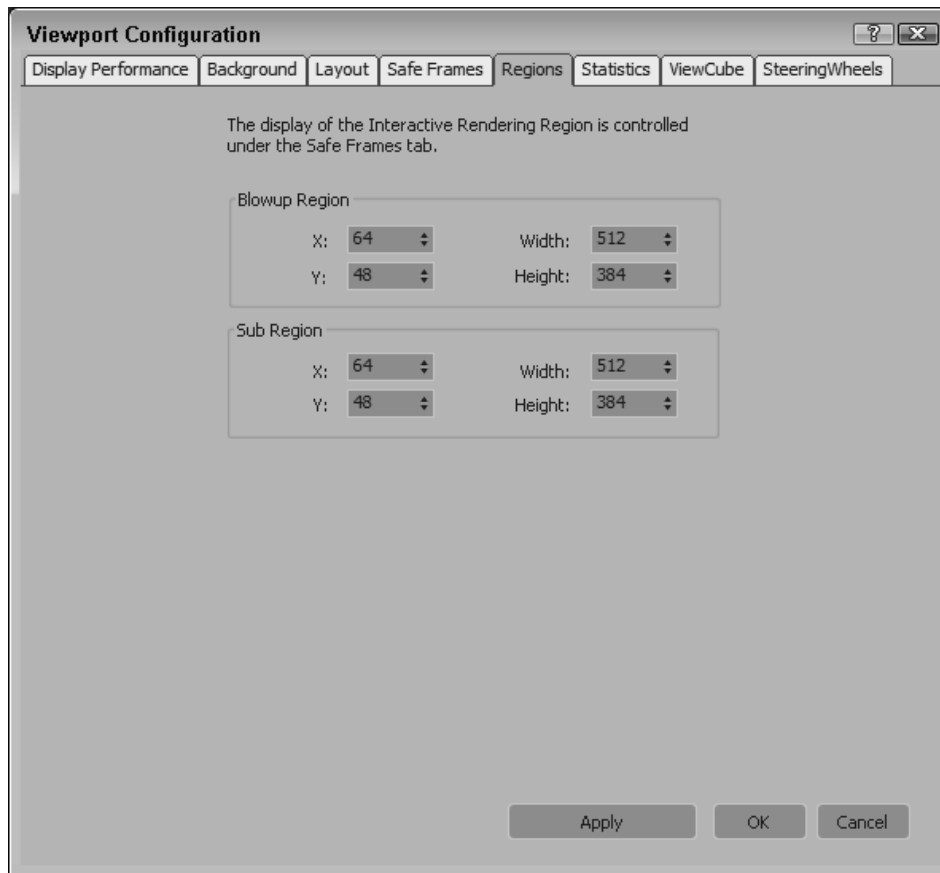 Viewport Configuration
Display Performance Background Layout Safe Frames Regions Statistics ViewCube SteeringWheels
The display of the Interactive Rendering Region is controlled
under the Safe Frames tab.
Blowup Region
X: 64 Width: 512
Y: 48 Height: 384
Sub Region
X: 64 Width: 512
Y: 48 Height: 384
Apply OK Cancel